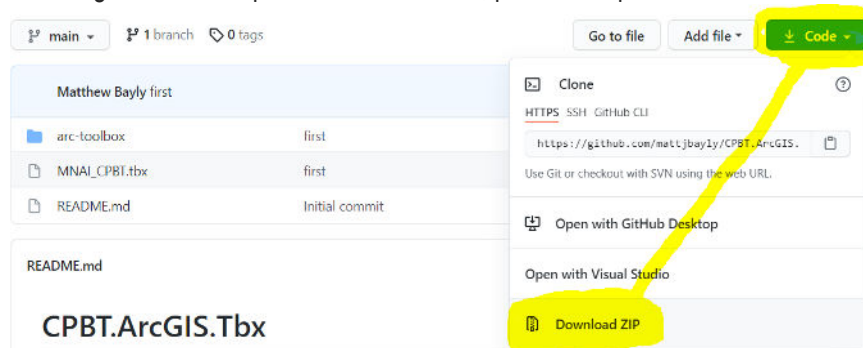 main 1 branch 0 tags Go to file Add file Code
Matthew Bayly first
arc-toolbox first
MNAI_CPBT.tbx first
README.md Initial commit
README.md
CPBT.ArcGIS.Tbx
Clone
HTTPS SSH GitHub CLI
https://github.com/mattjbayly/CPBT.ArcGIS.
Use Git or checkout with SVN using the web URL.
Open with GitHub Desktop
Open with Visual Studio
Download ZIP